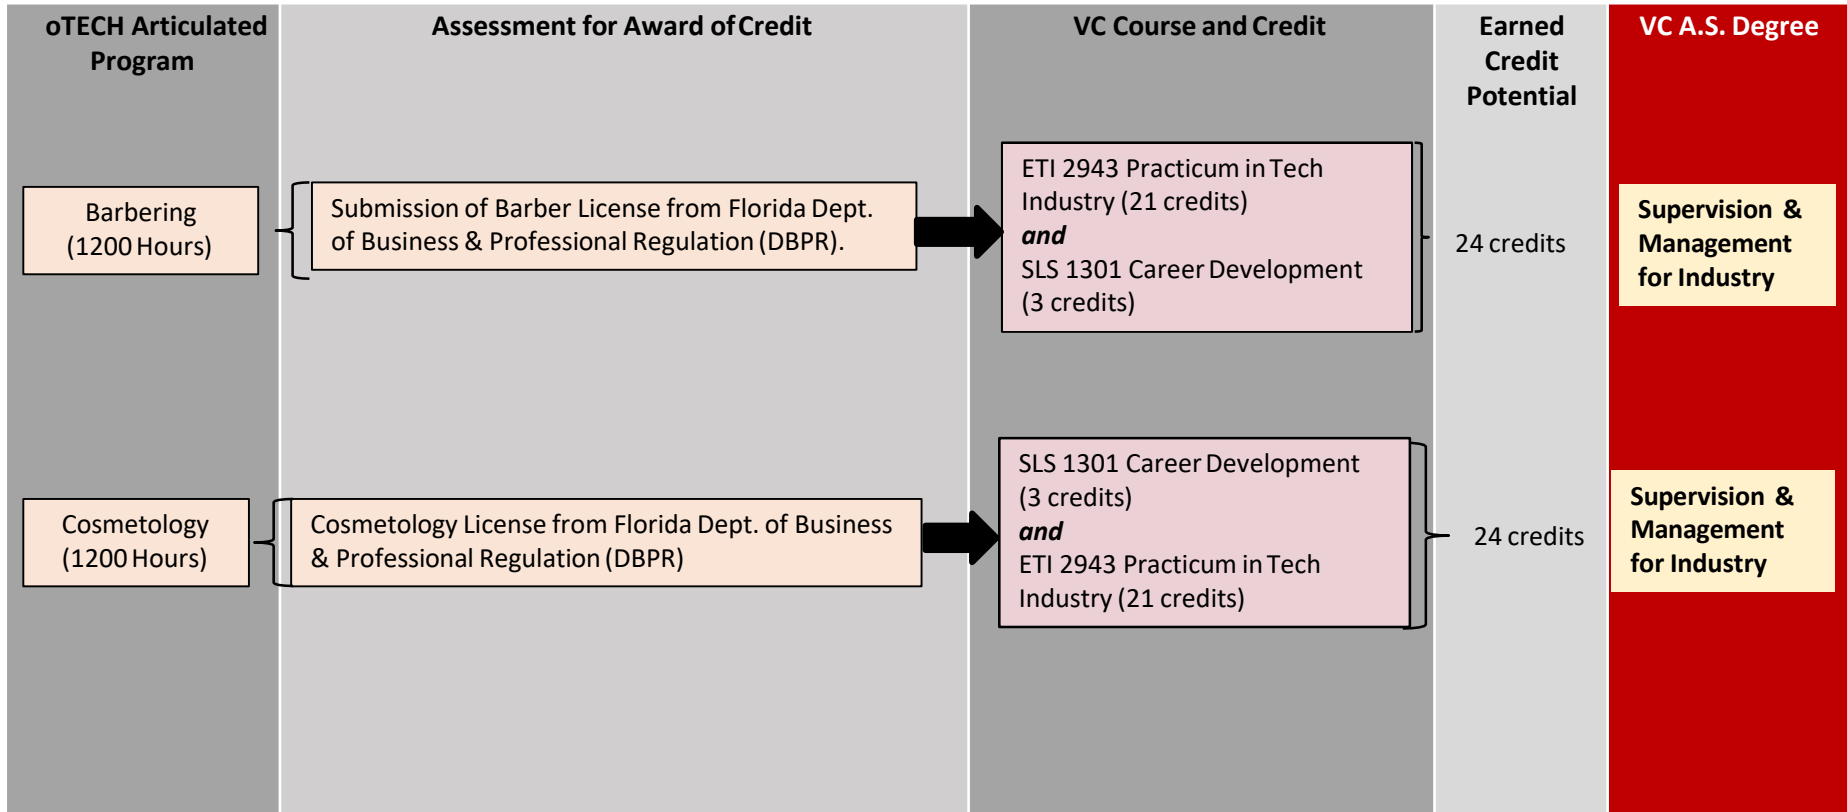 oTECH Articulated
Program
Assessment for Award of Credit
VC Course and Credit
Earned
Credit
Potential
VC A.S. Degree
Barbering
(1200 Hours)
Submission of Barber License from Florida Dept.
of Business & Professional Regulation (DBPR).
ETI 2943 Practicum in Tech
Industry (21 credits)
and
SLS 1301 Career Development
(3 credits)
24 credits
Supervision &
Management
for Industry
Cosmetology
(1200 Hours)
Cosmetology License from Florida Dept. of Business
& Professional Regulation (DBPR)
SLS 1301 Career Development
(3 credits)
and
ETI 2943 Practicum in Tech
Industry (21 credits)
24 credits
Supervision &
Management
for Industry